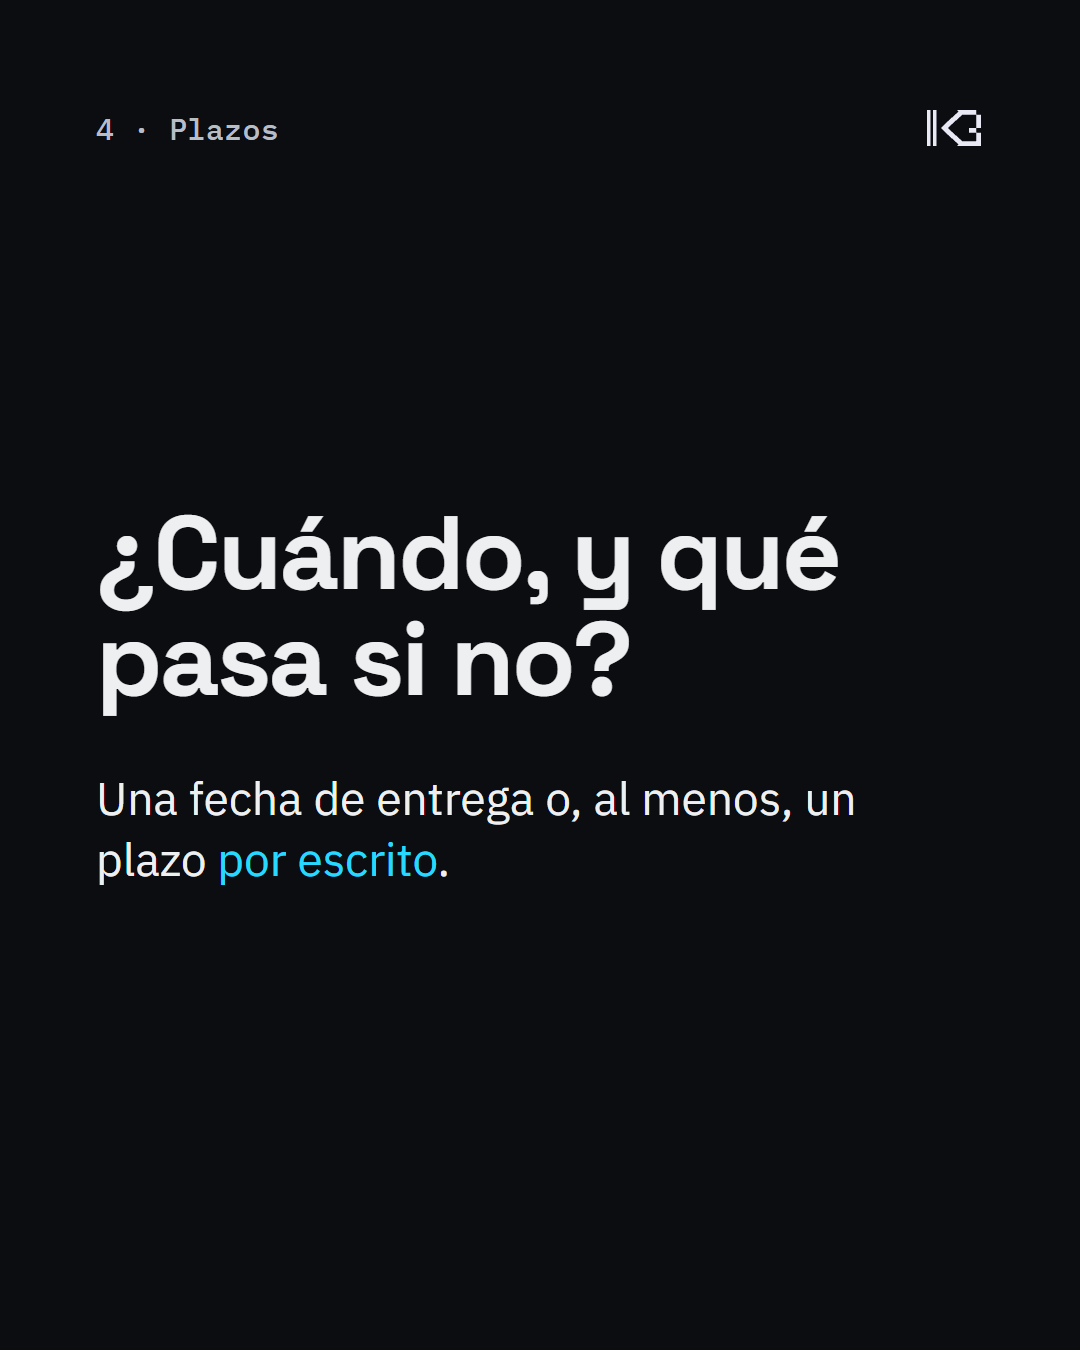 4 · Plazos
¿Cuándo, y qué
pasa si no?
Una fecha de entrega o, al menos, un
plazo por escrito.